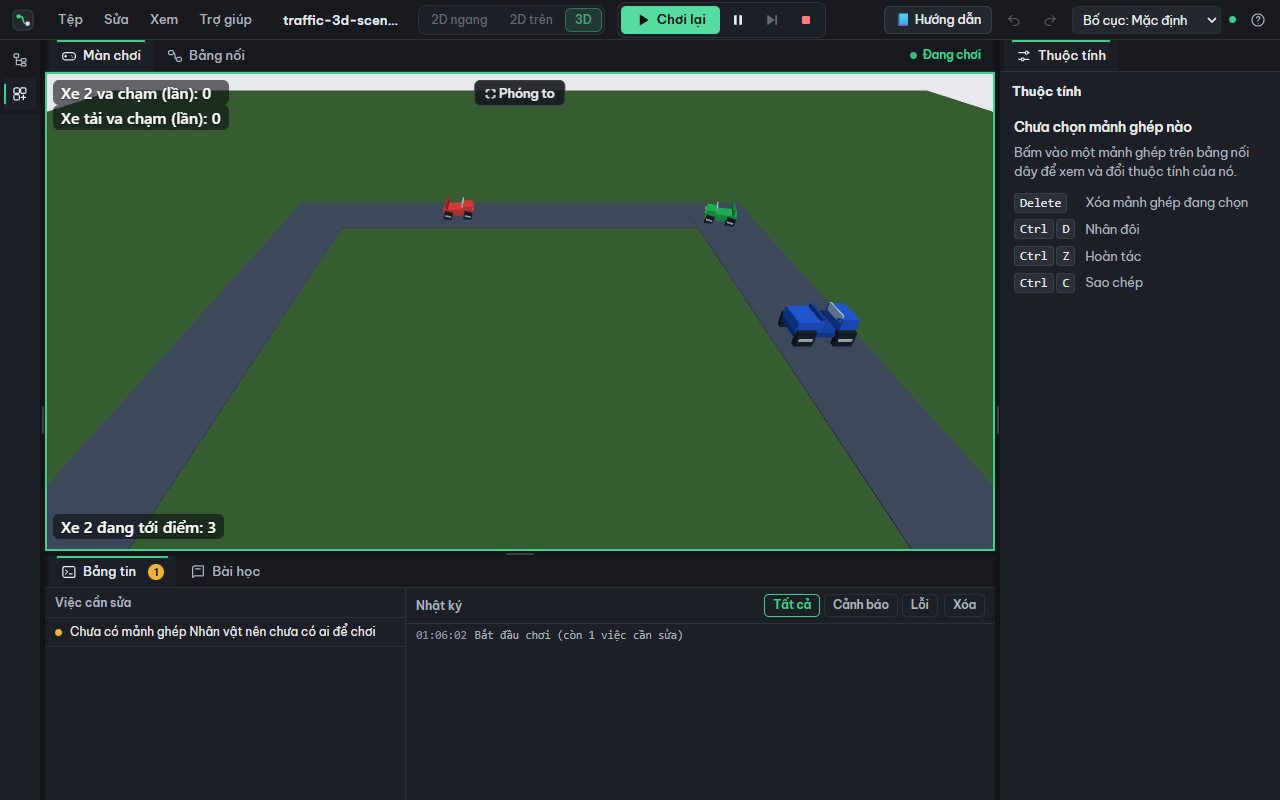 Tệp Sửa Xem Trợ giúp traffic-3d-scen... 2D ngang 2D trên 3D Chơi lại Hướng dẫn Bố cục: Mặc định
Màn chơi Bảng nối Đang chơi Thuộc tính
Xe 2 va chạm (lần): 0
Xe tải va chạm (lần): 0
Phóng to
Xe 2 đang tới điểm: 3
Thuộc tính
Chưa chọn mảnh ghép nào
Bấm vào một mảnh ghép trên bảng nối
dây để xem và đổi thuộc tính của nó.
Delete Xóa mảnh ghép đang chọn
Ctrl D Nhân đôi
Ctrl Z Hoàn tác
Ctrl C Sao chép
Bảng tin 1 Bài học
Việc cần sửa
Chưa có mảnh ghép Nhân vật nên chưa có ai để chơi
Nhật ký Tất cả Cảnh báo Lỗi Xóa
01:06:02 Bắt đầu chơi (còn 1 việc cần sửa)